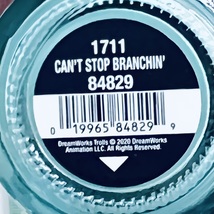 1711
CAN'T STOP BRANCHIN'
84829
0 19965 84829 9
DreamWorks Trolls © 2020 DreamWorks
Animation LLC. All Rights Reserved.